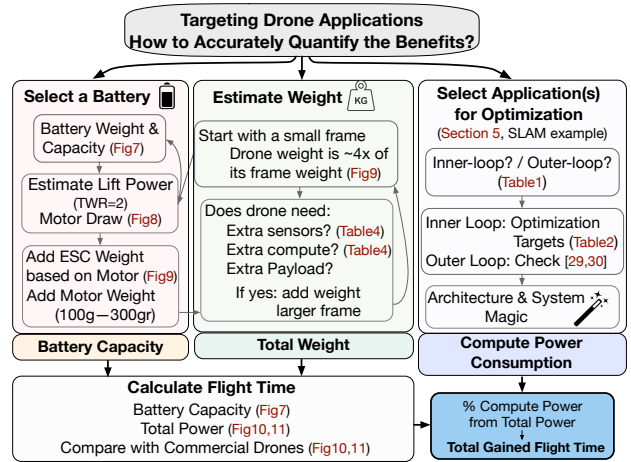 Targeting Drone Applications
How to Accurately Quantify the Benefits?
Select a Battery
Battery Weight &
Capacity (Fig7)
Estimate Lift Power
(TWR=2)
Motor Draw (Fig8)
Add ESC Weight
based on Motor (Fig9)
Add Motor Weight
(100g—300gr)
Battery Capacity
Estimate Weight
KG
Start with a small frame
Drone weight is ~4x of
its frame weight (Fig9)
Does drone need:
Extra sensors? (Table4)
Extra compute? (Table4)
Extra Payload?
If yes: add weight
larger frame
Total Weight
Select Application(s)
for Optimization
(Section 5, SLAM example)
Inner-loop? / Outer-loop?
(Table1)
Inner Loop: Optimization
Targets (Table2)
Outer Loop: Check [29,30]
Architecture & System
Magic
Compute Power
Consumption
Calculate Flight Time
Battery Capacity (Fig7)
Total Power (Fig10,11)
Compare with Commercial Drones (Fig10,11)
% Compute Power
from Total Power
Total Gained Flight Time